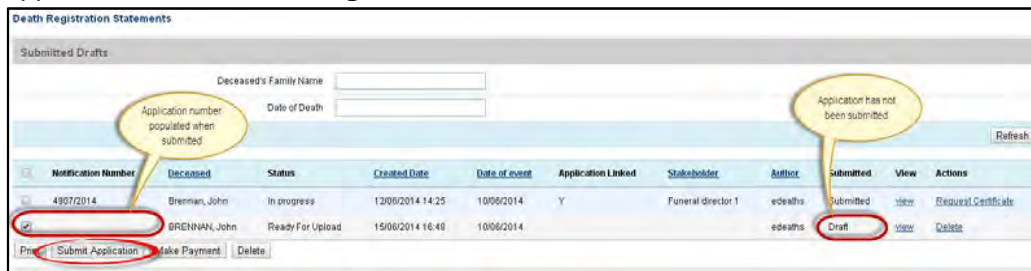 Death Registration Statements
Submitted Drafts
Deceased's Family Name
Date of Death
Application number
populated when
submitted
Application has not
been submitted
Refresh
Notification Number Deceased Status Created Date Date of event Application Linked Stakeholder Author Submitted View Actions
4907/2014 Brennan, John In progress 12/06/2014 14:25 10/06/2014 Y Funeral director 1 edeaths Submitted view Request Certificate
BRENNAN, John Ready For Upload 15/06/2014 16:48 10/06/2014 edeaths Draft view Delete
Submit Application Make Payment Delete